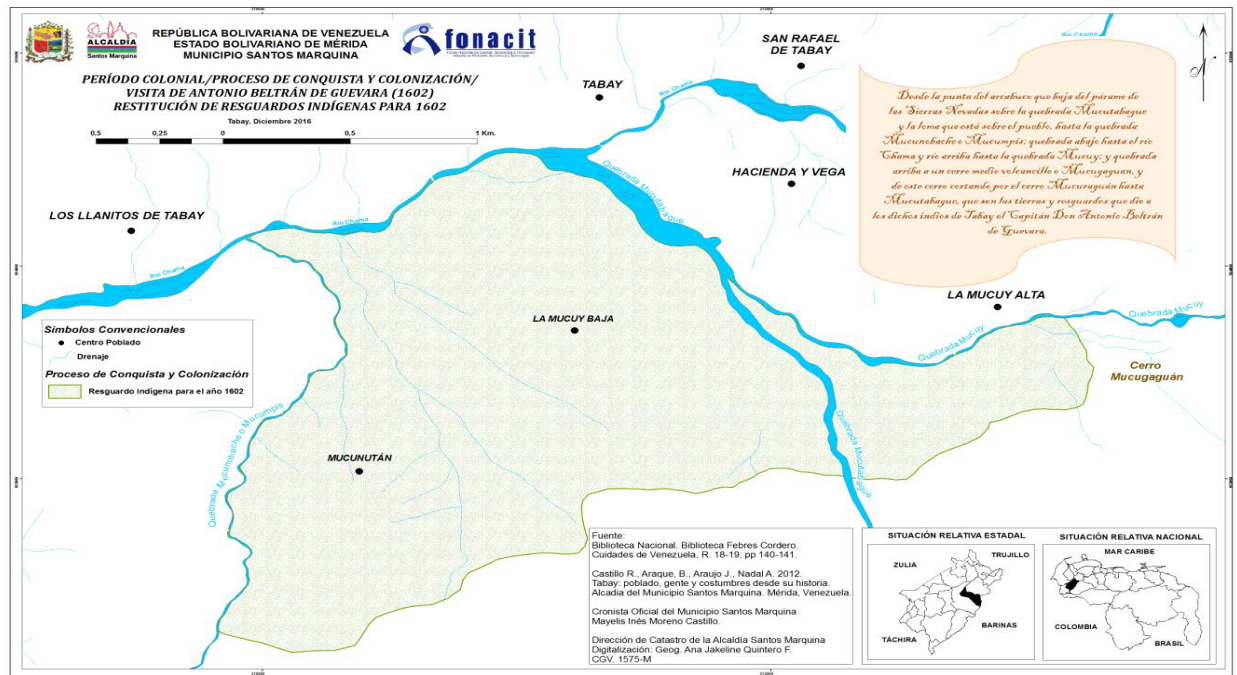 REPÚBLICA BOLIVARIANA DE VENEZUELA
ESTADO BOLIVARIANO DE MÉRIDA
MUNICIPIO SANTOS MARQUINA
ALCALDÍA
Santos Marquina
fonacit
PERÍODO COLONIAL/PROCESO DE CONQUISTA Y COLONIZACIÓN/
VISITA DE ANTONIO BELTRÁN DE GUEVARA (1602)
RESTITUCIÓN DE RESGUARDOS INDÍGENAS PARA 1602
Tabay, Diciembre 2016
0,5 0,25 0 0,5 1 Km.
SAN RAFAEL
DE TABAY
TABAY
Río Chama
HACIENDA Y VEGA
Quebrada Mucutabague
LOS LLANITOS DE TABAY
Río Chama
Río Chama
Desde la punta del arcabuco que baja del páramo de
las Sierras Nevadas sobre la quebrada Mucutabague
y la loma que está sobre el pueblo, hasta la quebrada
Mucunobache o Mucumpis; quebrada abajo hasta el río
Chama y río arriba hasta la quebrada Mucuy; y quebrada
arriba a un corro medio volcancillo o Mucugaguan, y
de este corro cortando por el cerro Mucuraguán hasta
Mucutabague, que son las tierras y resguardos que dio a
los dichos indios de Tabay el Capitán Don Antonio Beltrán
de Guevara.
LA MUCUY ALTA
Quebrada Mucuy
Quebrada Mucuy
Cerro
Mucugaguán
LA MUCUY BAJA
Símbolos Convencionales
Centro Poblado
Drenaje
Proceso de Conquista y Colonización
Resguardo indígena para el año 1602
Quebrada Mucunobache o Mucumpis
MUCUNUTÁN
Quebrada Mucutabague
Fuente:
Biblioteca Nacional. Biblioteca Febres Cordero.
Cuidades de Venezuela, R. 18-19, pp 140-141.
Castillo R., Araque, B., Araujo J., Nadal A. 2012.
Tabay: poblado, gente y costumbres desde su historia.
Alcadia del Municipio Santos Marquina. Mérida, Venezuela.
Cronista Oficial del Municipio Santos Marquina
Mayelis Inés Moreno Castillo.
Dirección de Catastro de la Alcaldía Santos Marquina
Digitalización: Geog. Ana Jakeline Quintero F.
CGV. 1575-M
SITUACIÓN RELATIVA ESTADAL
TRUJILLO
ZULIA
BARINAS
TÁCHIRA
SITUACIÓN RELATIVA NACIONAL
MAR CARIBE
COLOMBIA
BRASIL